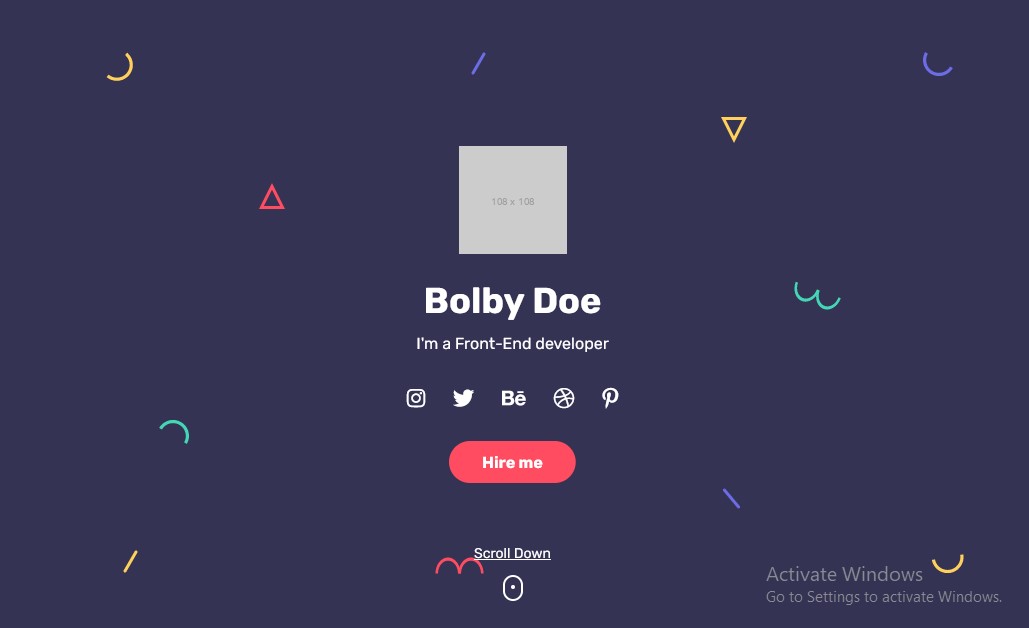 108 x 108
Bolby Doe
I'm a Front-End developer
Bē
Hire me
Scroll Down
Activate Windows
Go to Settings to activate Windows.